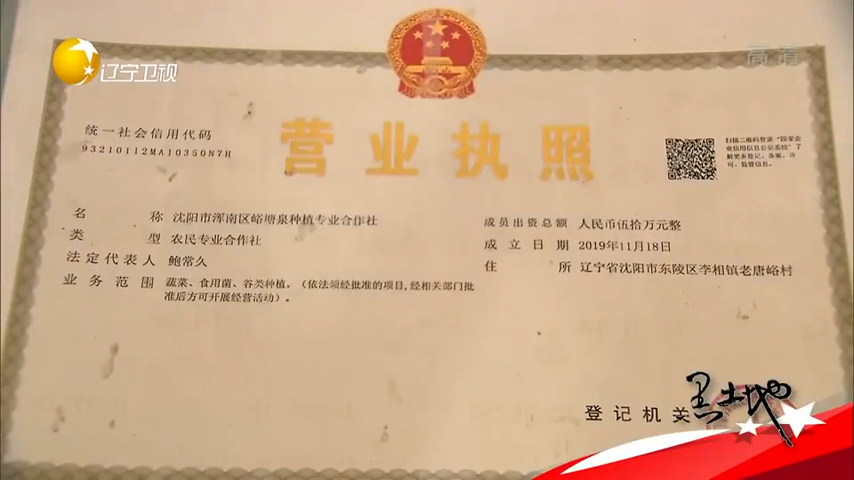 辽宁卫视
高清
统一社会信用代码
93210112MA10350N7H
营业执照
扫描二维码登录“国家企
业信用信息公示系统”了
解更多登记、备案、许
可、监管信息。
名 称 沈阳市浑南区峪塘泉种植专业合作社
类 型 农民专业合作社
法定代表人 鲍常久
业务范围 蔬菜、食用菌、谷类种植。（依法须经批准的项目，经相关部门批
准后方可开展经营活动）。
成员出资总额 人民币伍拾万元整
成立日期 2019年11月18日
住 所 辽宁省沈阳市东陵区李相镇老唐峪村
登记机关
黑土地